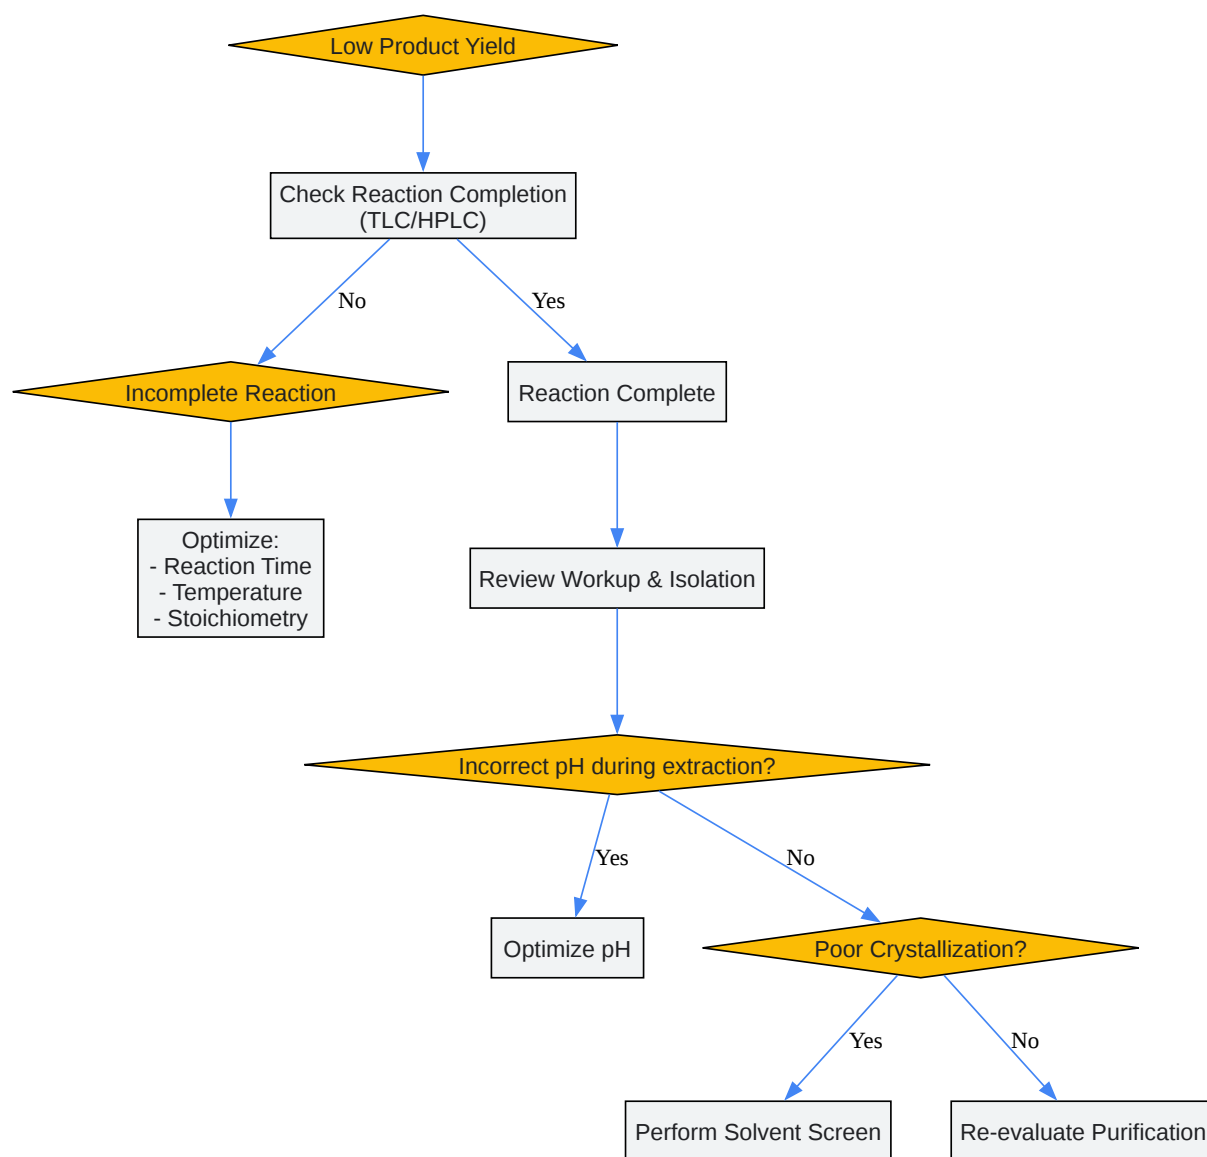 Low Product Yield
Check Reaction Completion
(TLC/HPLC)
No
Yes
Incomplete Reaction
Reaction Complete
Optimize:
- Reaction Time
- Temperature
- Stoichiometry
Review Workup & Isolation
Incorrect pH during extraction?
Yes
No
Optimize pH
Poor Crystallization?
Yes
No
Perform Solvent Screen
Re-evaluate Purification